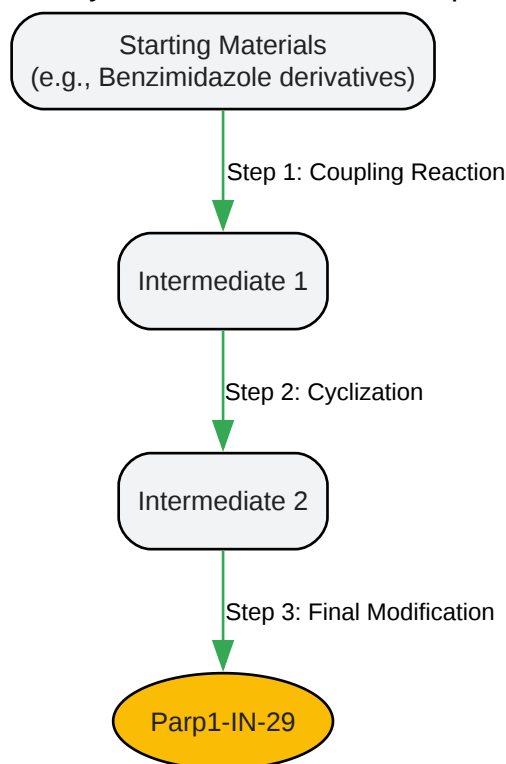 Starting Materials
(e.g., Benzimidazole derivatives)
Step 1: Coupling Reaction
Intermediate 1
Step 2: Cyclization
Intermediate 2
Step 3: Final Modification
Parp1-IN-29